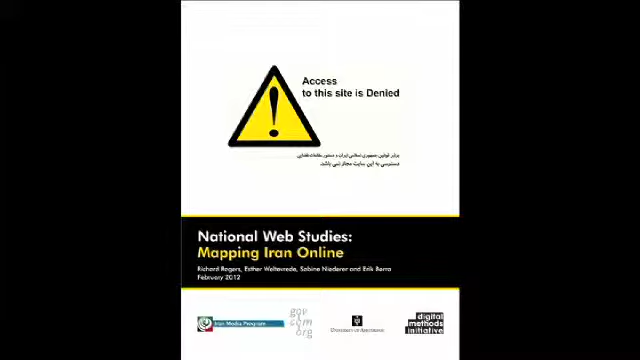 Access
to this site is Denied
برابر قوانین جمهوری اسلامی ایران و دستور مقامات قضایی
دسترسی به این سایت مجاز نمی باشد.
National Web Studies:
Mapping Iran Online
Richard Rogers, Esther Weltevrede, Sabine Niederer and Erik Borra
February 2012
Iran Media Program
gov
com
org
University of Amsterdam
digital
methods
initiative